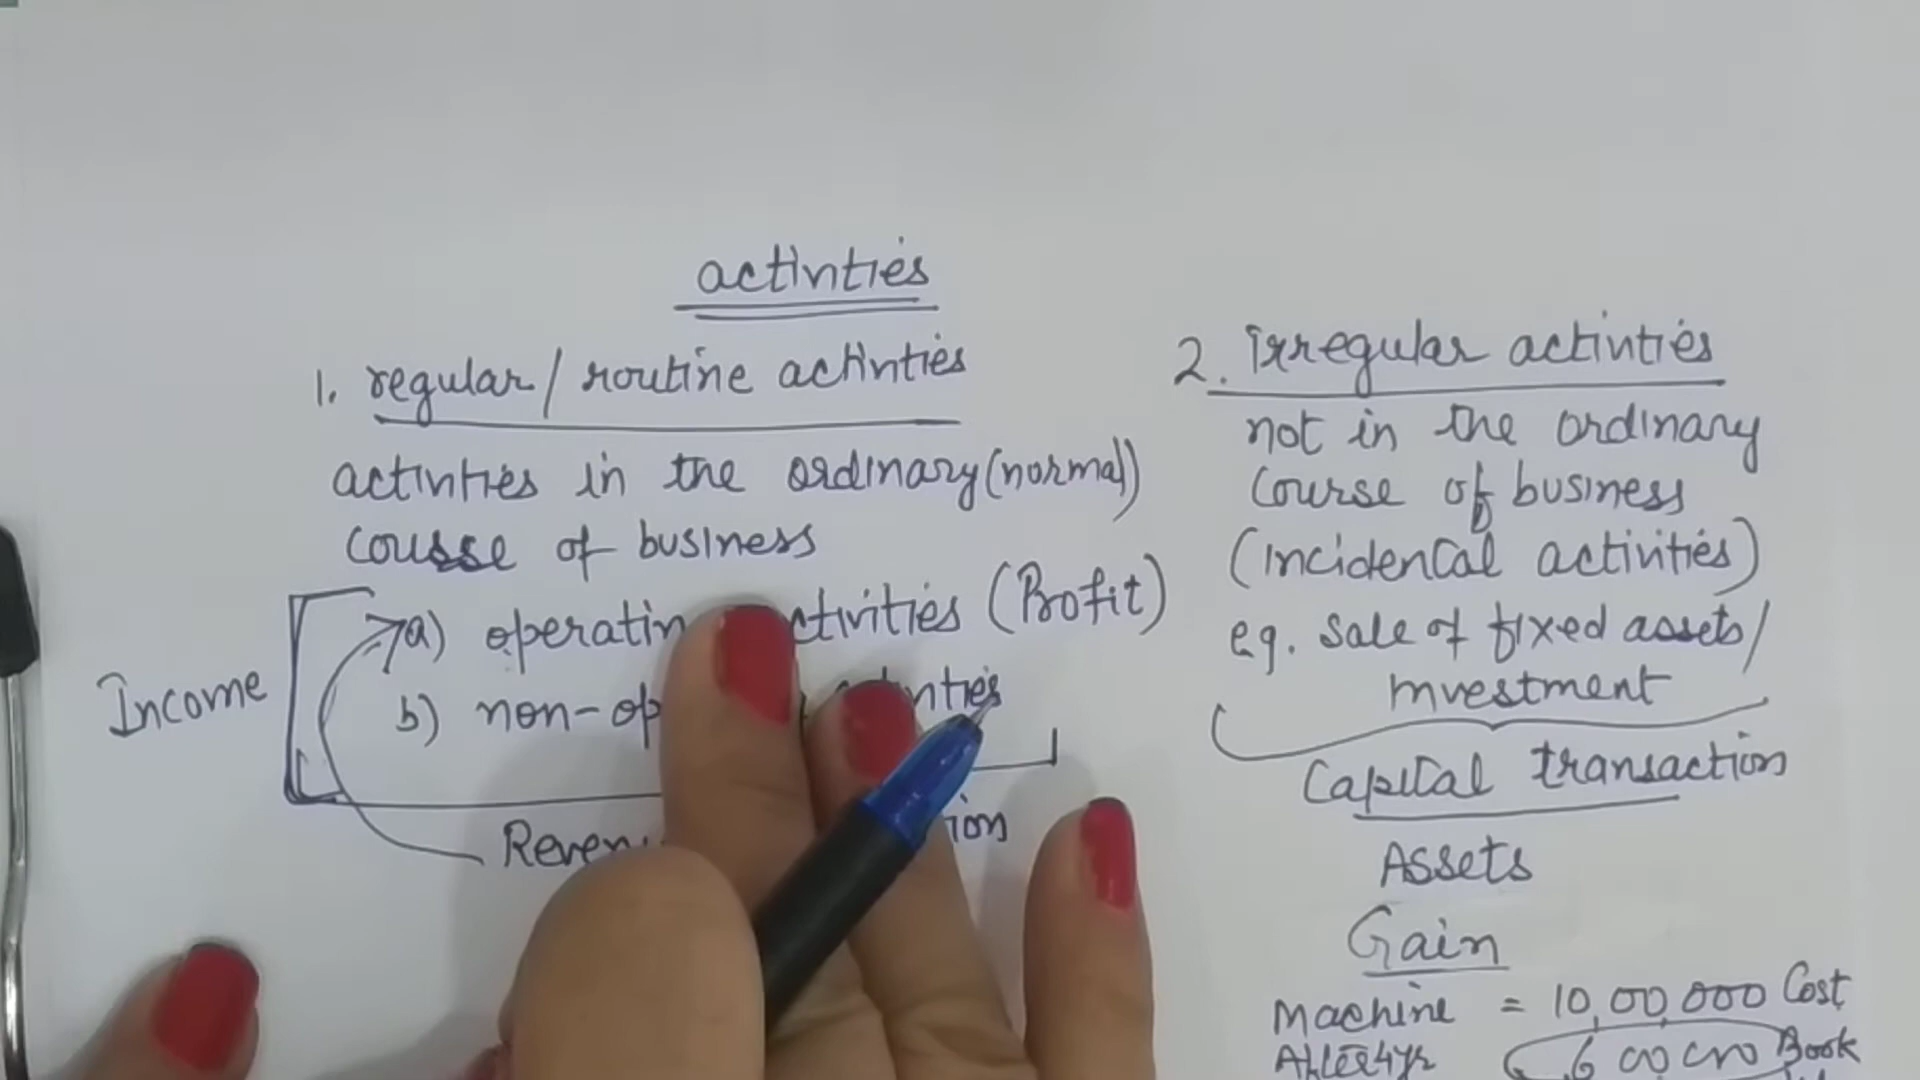 activities
1. regular / routine activities
activities in the ordinary (normal)
course of business
a) operatin ctivities (Profit)
b) non-op
Income
Reven ion
2. Irregular activities
not in the ordinary
Course of business
(Incidental activities)
eg. Sale of fixed assets/
Investment
Capital transaction
Assets
Gain
Machine = 10,00,000 Cost
After 4yr 6 00 000 Book